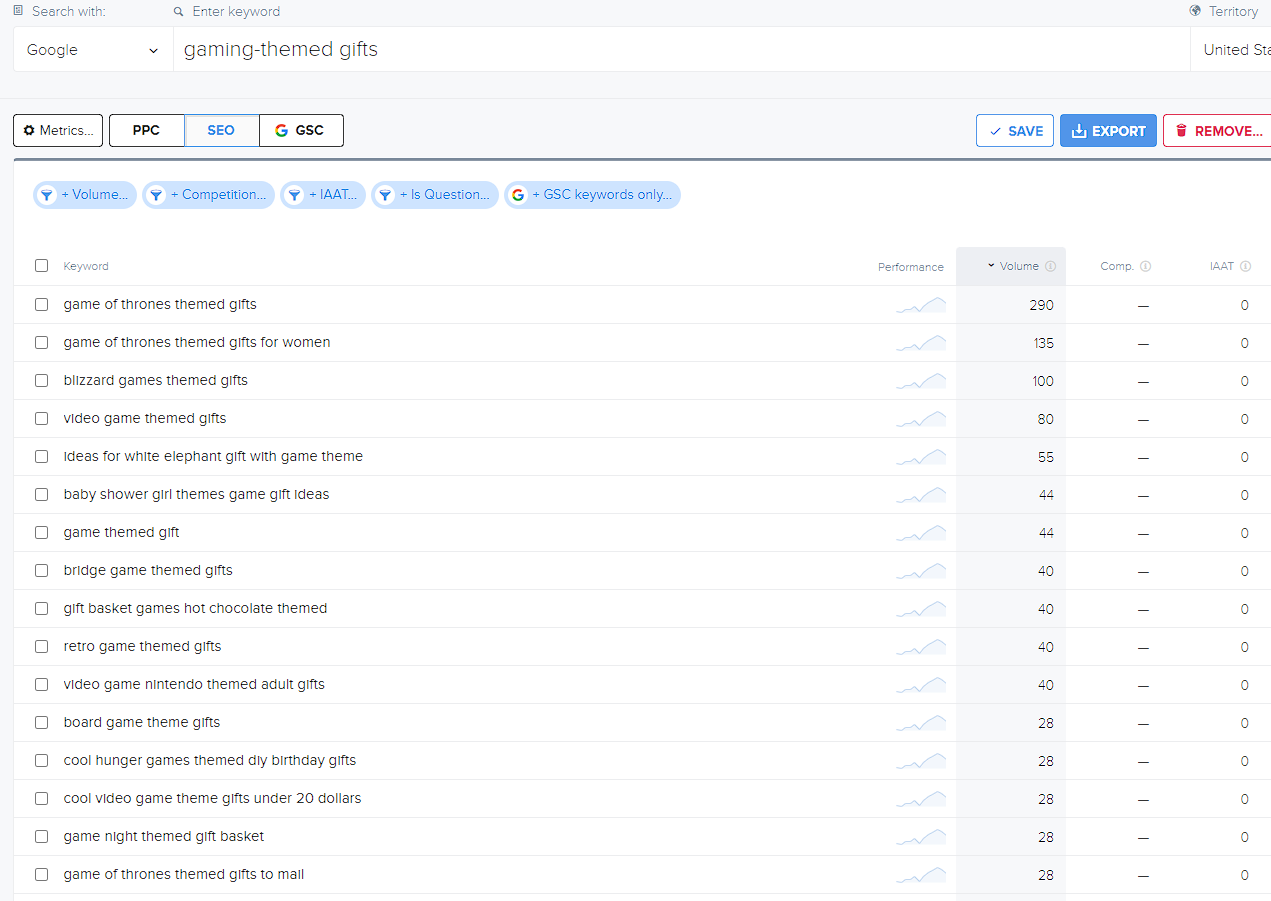 Search with: Enter keyword Territory
Google gaming-themed gifts United Sta
Metrics... PPC SEO GSC SAVE EXPORT REMOVE...
+ Volume... + Competition... + IAAT... + Is Question... + GSC keywords only...
Keyword Performance Volume Comp. IAAT
game of thrones themed gifts 290 — 0
game of thrones themed gifts for women 135 — 0
blizzard games themed gifts 100 — 0
video game themed gifts 80 — 0
ideas for white elephant gift with game theme 55 — 0
baby shower girl themes game gift ideas 44 — 0
game themed gift 44 — 0
bridge game themed gifts 40 — 0
gift basket games hot chocolate themed 40 — 0
retro game themed gifts 40 — 0
video game nintendo themed adult gifts 40 — 0
board game theme gifts 28 — 0
cool hunger games themed diy birthday gifts 28 — 0
cool video game theme gifts under 20 dollars 28 — 0
game night themed gift basket 28 — 0
game of thrones themed gifts to mail 28 — 0